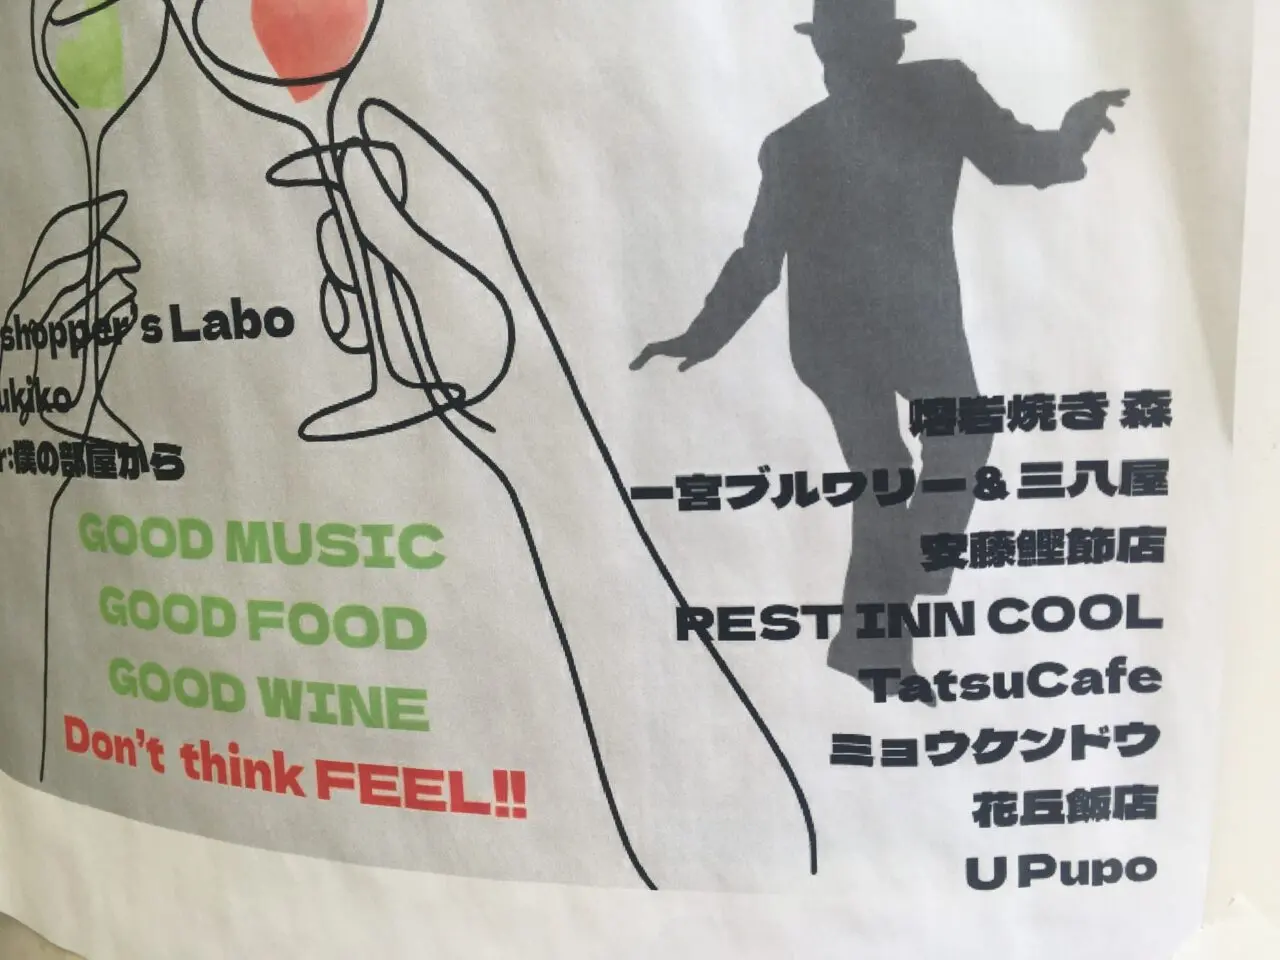 shopper's Labo
ukiko
r:僕の部屋から
GOOD MUSIC
GOOD FOOD
GOOD WINE
Don't think FEEL!!
熔岩焼き 森
一宮ブルワリー&三八屋
安藤鰹節店
REST INN COOL
TatsuCafe
ミョウケンドウ
花丘飯店
U Pupo